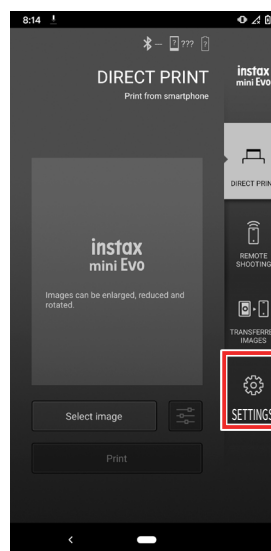 8:14
???
DIRECT PRINT
Print from smartphone
instax
mini Evo
DIRECT PRIN
instax
mini Evo
Images can be enlarged, reduced and
rotated.
REMOTE
SHOOTING
TRANSFERRE
IMAGES
SETTINGS
Select image
Print